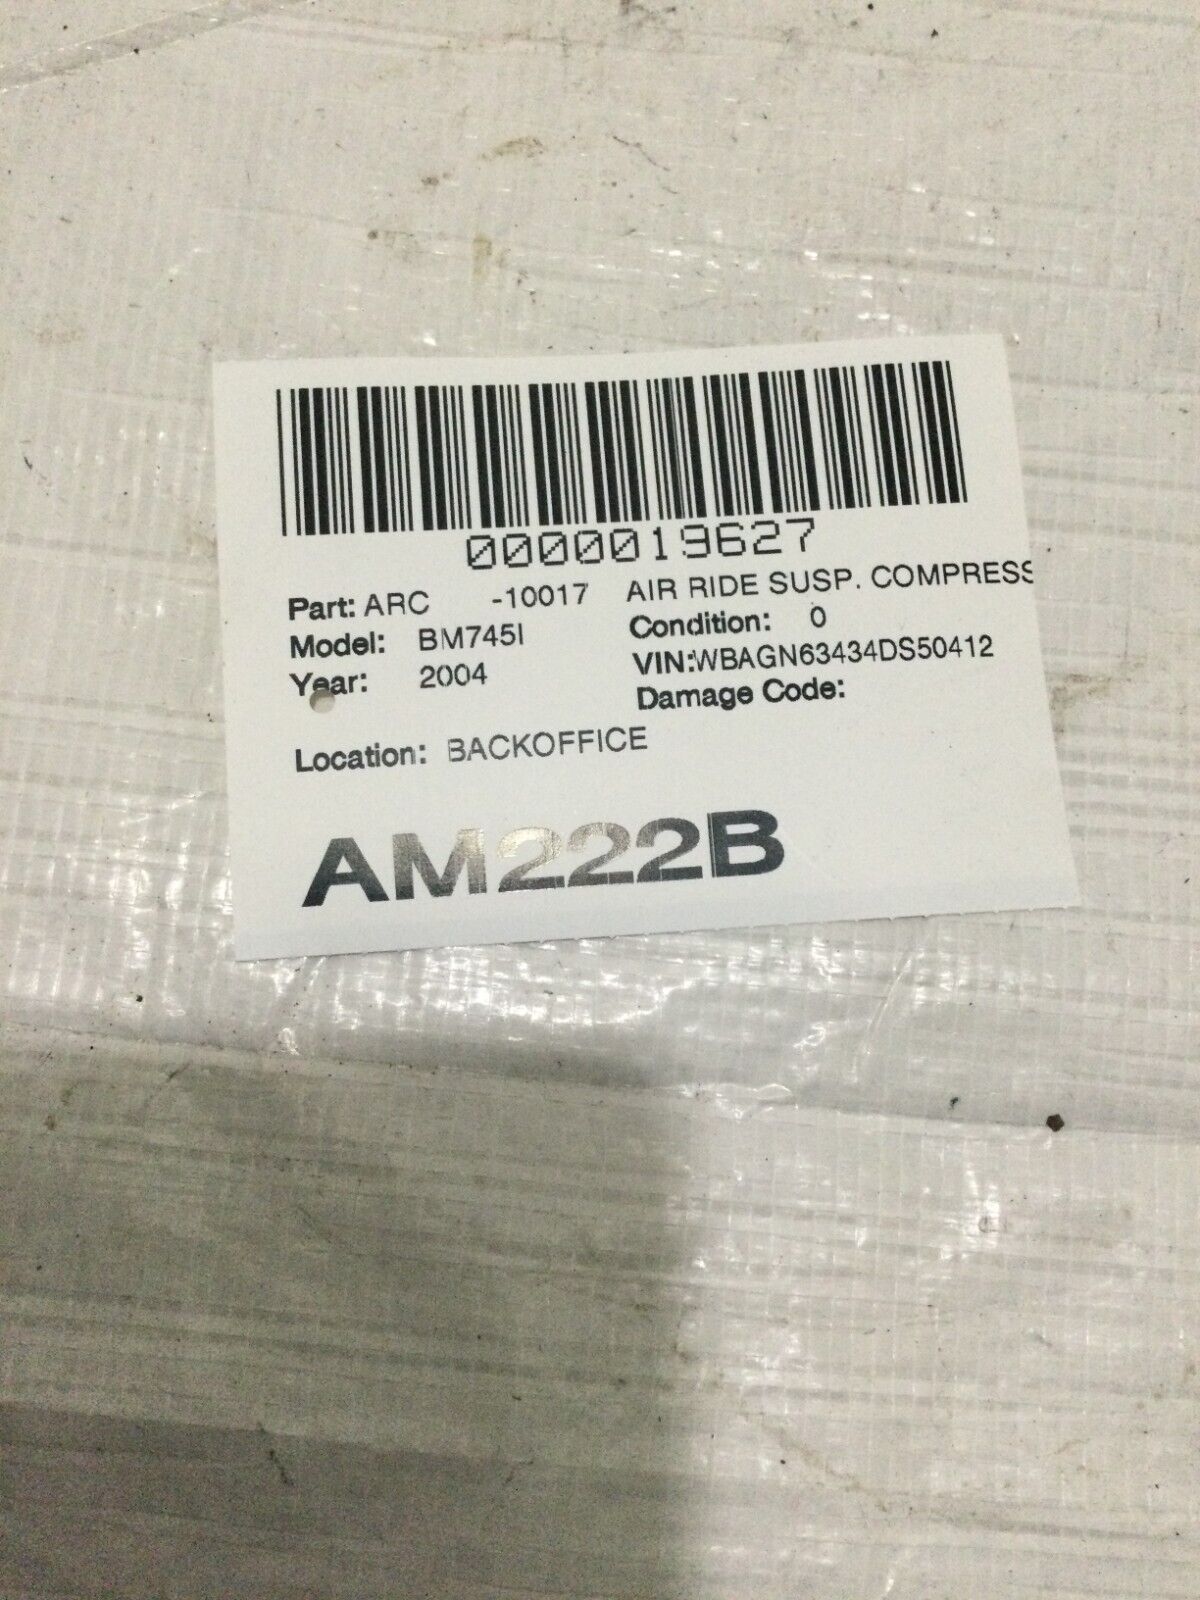 0000019627
Part: ARC -10017 AIR RIDE SUSP. COMPRESS
Model: BM745I Condition: 0
Year: 2004 VIN:WBAGN63434DS50412
Damage Code:
Location: BACKOFFICE
AM222B